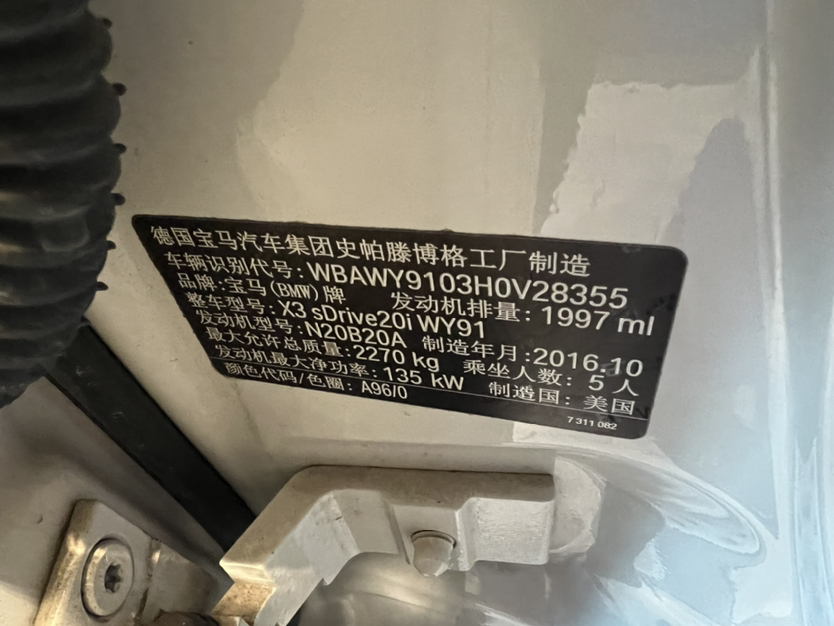 德国宝马汽车集团史帕滕博格工厂制造
车辆识别代号: WBAWY9103H0V28355
品牌: 宝马(BMW)牌 发动机排量: 1997 ml
整车型号: X3 sDrive20i WY91
发动机型号: N20B20A 制造年月: 2016.10
最大允许总质量: 2270 kg 乘坐人数: 5 人
发动机最大净功率: 135 kW 制造国: 美国
颜色代码/色圈: A96/0
7 311 082